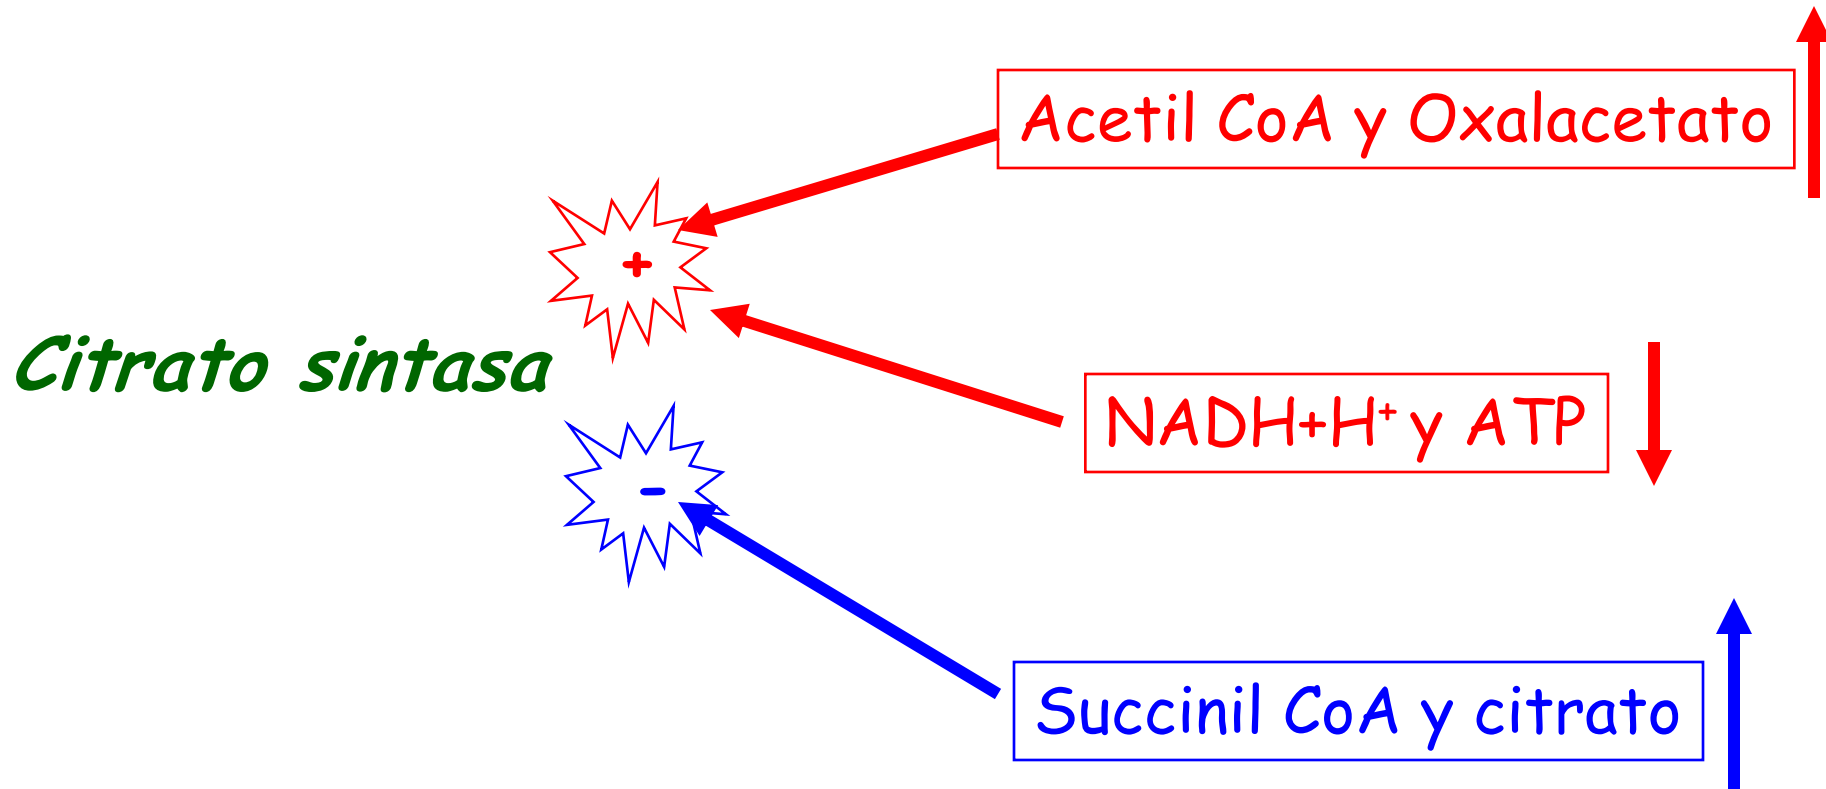 Acetil CoA y Oxalacetato
+
Citrato sintasa
NADH+H⁺ y ATP
-
Succinil CoA y citrato